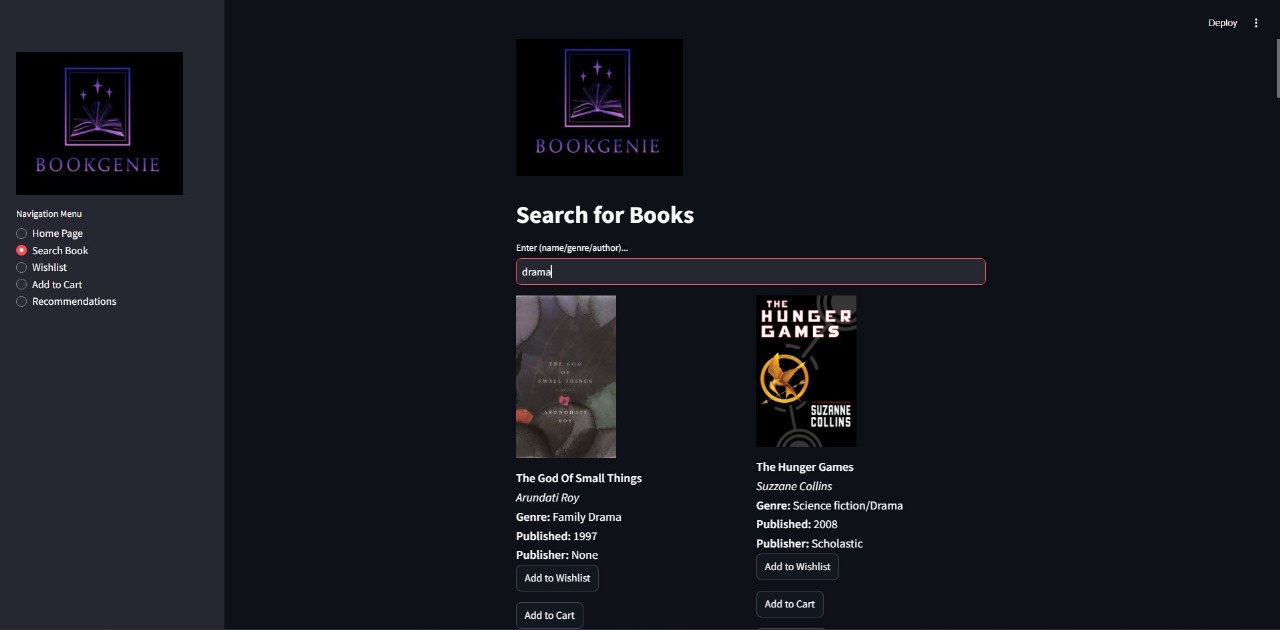 Deploy
BOOKGENIE
Navigation Menu
Home Page
Search Book
Wishlist
Add to Cart
Recommendations
BOOKGENIE
Search for Books
Enter (name/genre/author)...
drama
THE GOD
OF
SMALL THINGS
ARUNDHATI
ROY
The God Of Small Things
Arundati Roy
Genre: Family Drama
Published: 1997
Publisher: None
Add to Wishlist
Add to Cart
THE
HUNGER
GAMES
SUZANNE
COLLINS
The Hunger Games
Suzzane Collins
Genre: Science fiction/Drama
Published: 2008
Publisher: Scholastic
Add to Wishlist
Add to Cart